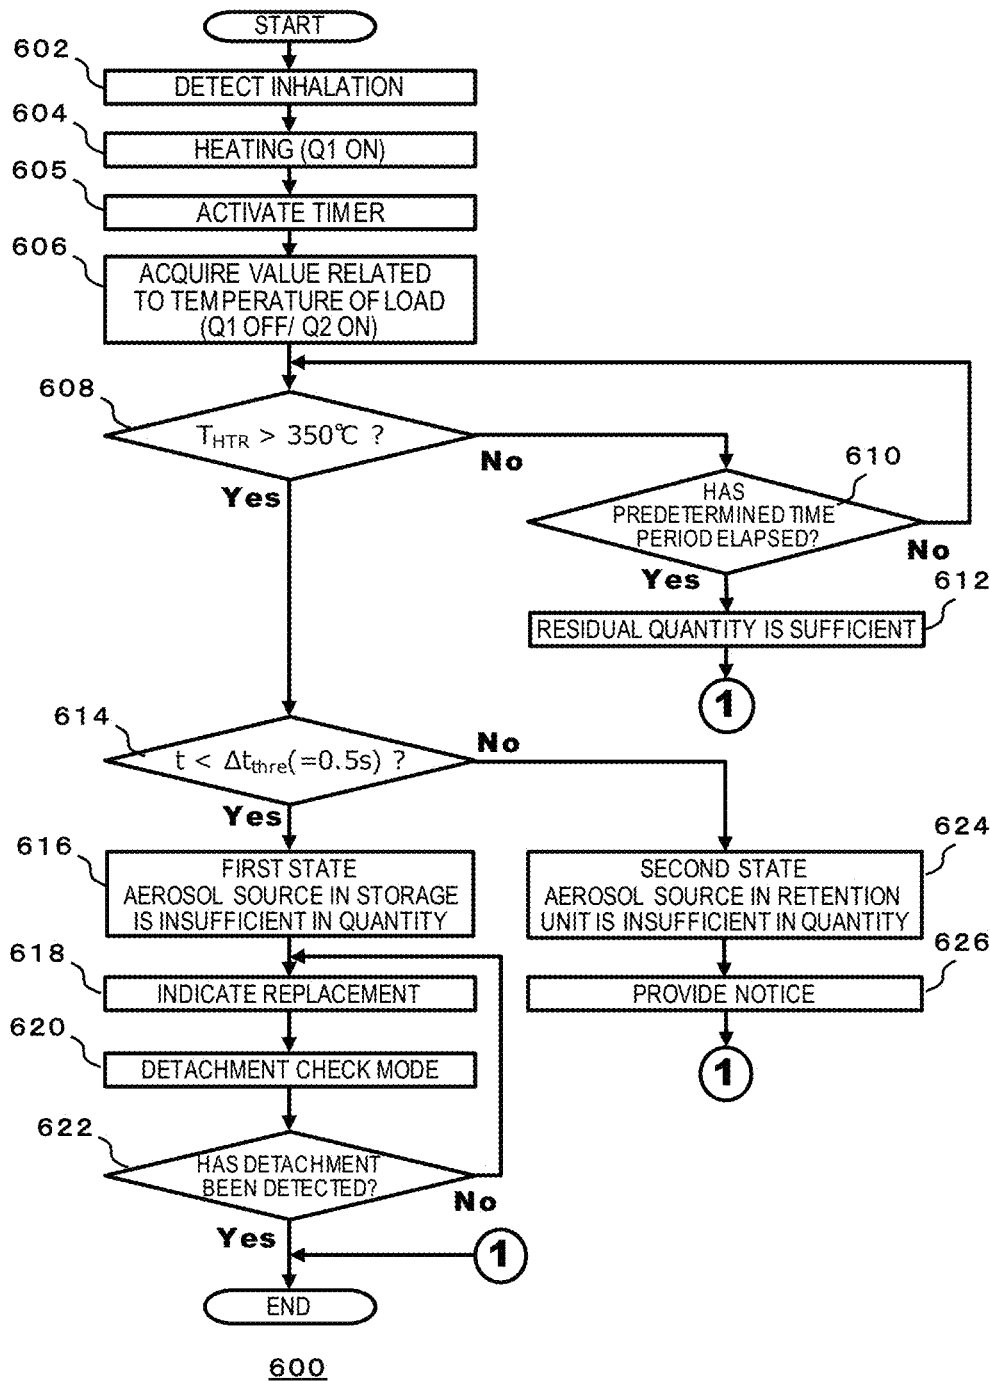 START
602
DETECT INHALATION
604
HEATING (Q1 ON)
605
ACTIVATE TIMER
606
ACQUIRE VALUE RELATED
TO TEMPERATURE OF LOAD
(Q1 OFF/ Q2 ON)
608
THTR > 350℃ ?
No
Yes
610
HAS
PREDETERMINED TIME
PERIOD ELAPSED?
No
Yes
612
RESIDUAL QUANTITY IS SUFFICIENT
1
614
t < Δtthre(=0.5s) ?
No
Yes
616
FIRST STATE
AEROSOL SOURCE IN STORAGE
IS INSUFFICIENT IN QUANTITY
624
SECOND STATE
AEROSOL SOURCE IN RETENTION
UNIT IS INSUFFICIENT IN QUANTITY
618
INDICATE REPLACEMENT
626
PROVIDE NOTICE
620
DETACHMENT CHECK MODE
1
622
HAS DETACHMENT
BEEN DETECTED?
No
Yes
1
END
600